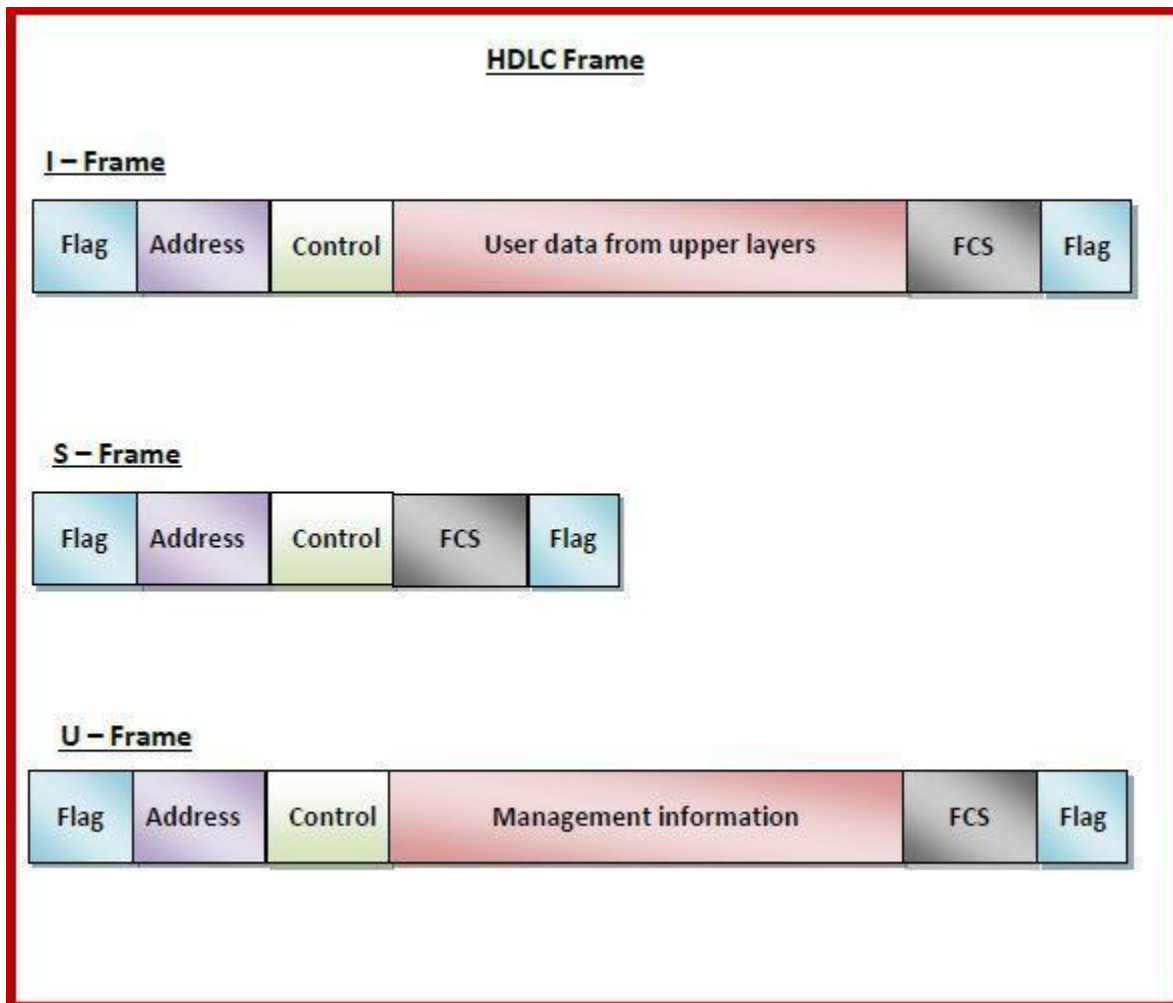 HDLC Frame
I – Frame
Flag Address Control User data from upper layers FCS Flag
S – Frame
Flag Address Control FCS Flag
U – Frame
Flag Address Control Management information FCS Flag